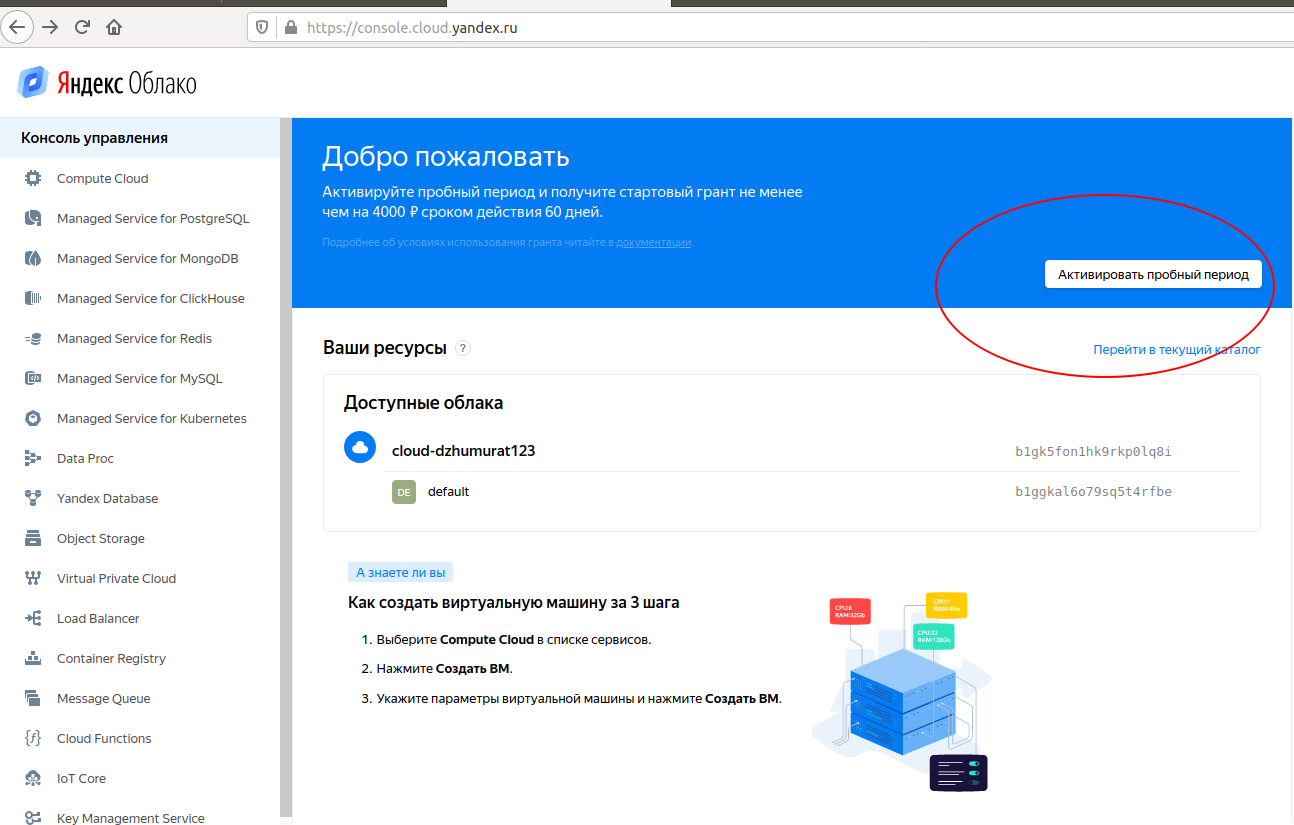 https://console.cloud.yandex.ru
Яндекс Облако
Консоль управления
Compute Cloud
Managed Service for PostgreSQL
Managed Service for MongoDB
Managed Service for ClickHouse
Managed Service for Redis
Managed Service for MySQL
Managed Service for Kubernetes
Data Proc
Yandex Database
Object Storage
Virtual Private Cloud
Load Balancer
Container Registry
Message Queue
Cloud Functions
IoT Core
Key Management Service
Добро пожаловать
Активируйте пробный период и получите стартовый грант не менее
чем на 4000 ₽ сроком действия 60 дней.
Подробнее об условиях использования гранта читайте в документации.
Активировать пробный период
Ваши ресурсы ?
Перейти в текущий каталог
Доступные облака
cloud-dzhumurat123 b1gk5fon1hk9rkp0lq8i
DE default b1ggkal6o79sq5t4rfbe
А знаете ли вы
Как создать виртуальную машину за 3 шага
1. Выберите Compute Cloud в списке сервисов.
2. Нажмите Создать ВМ.
3. Укажите параметры виртуальной машины и нажмите Создать ВМ.
CPU:8
RAM:32Gb
CPU:1
RAM:4Gb
CPU:32
RAM:128Gb